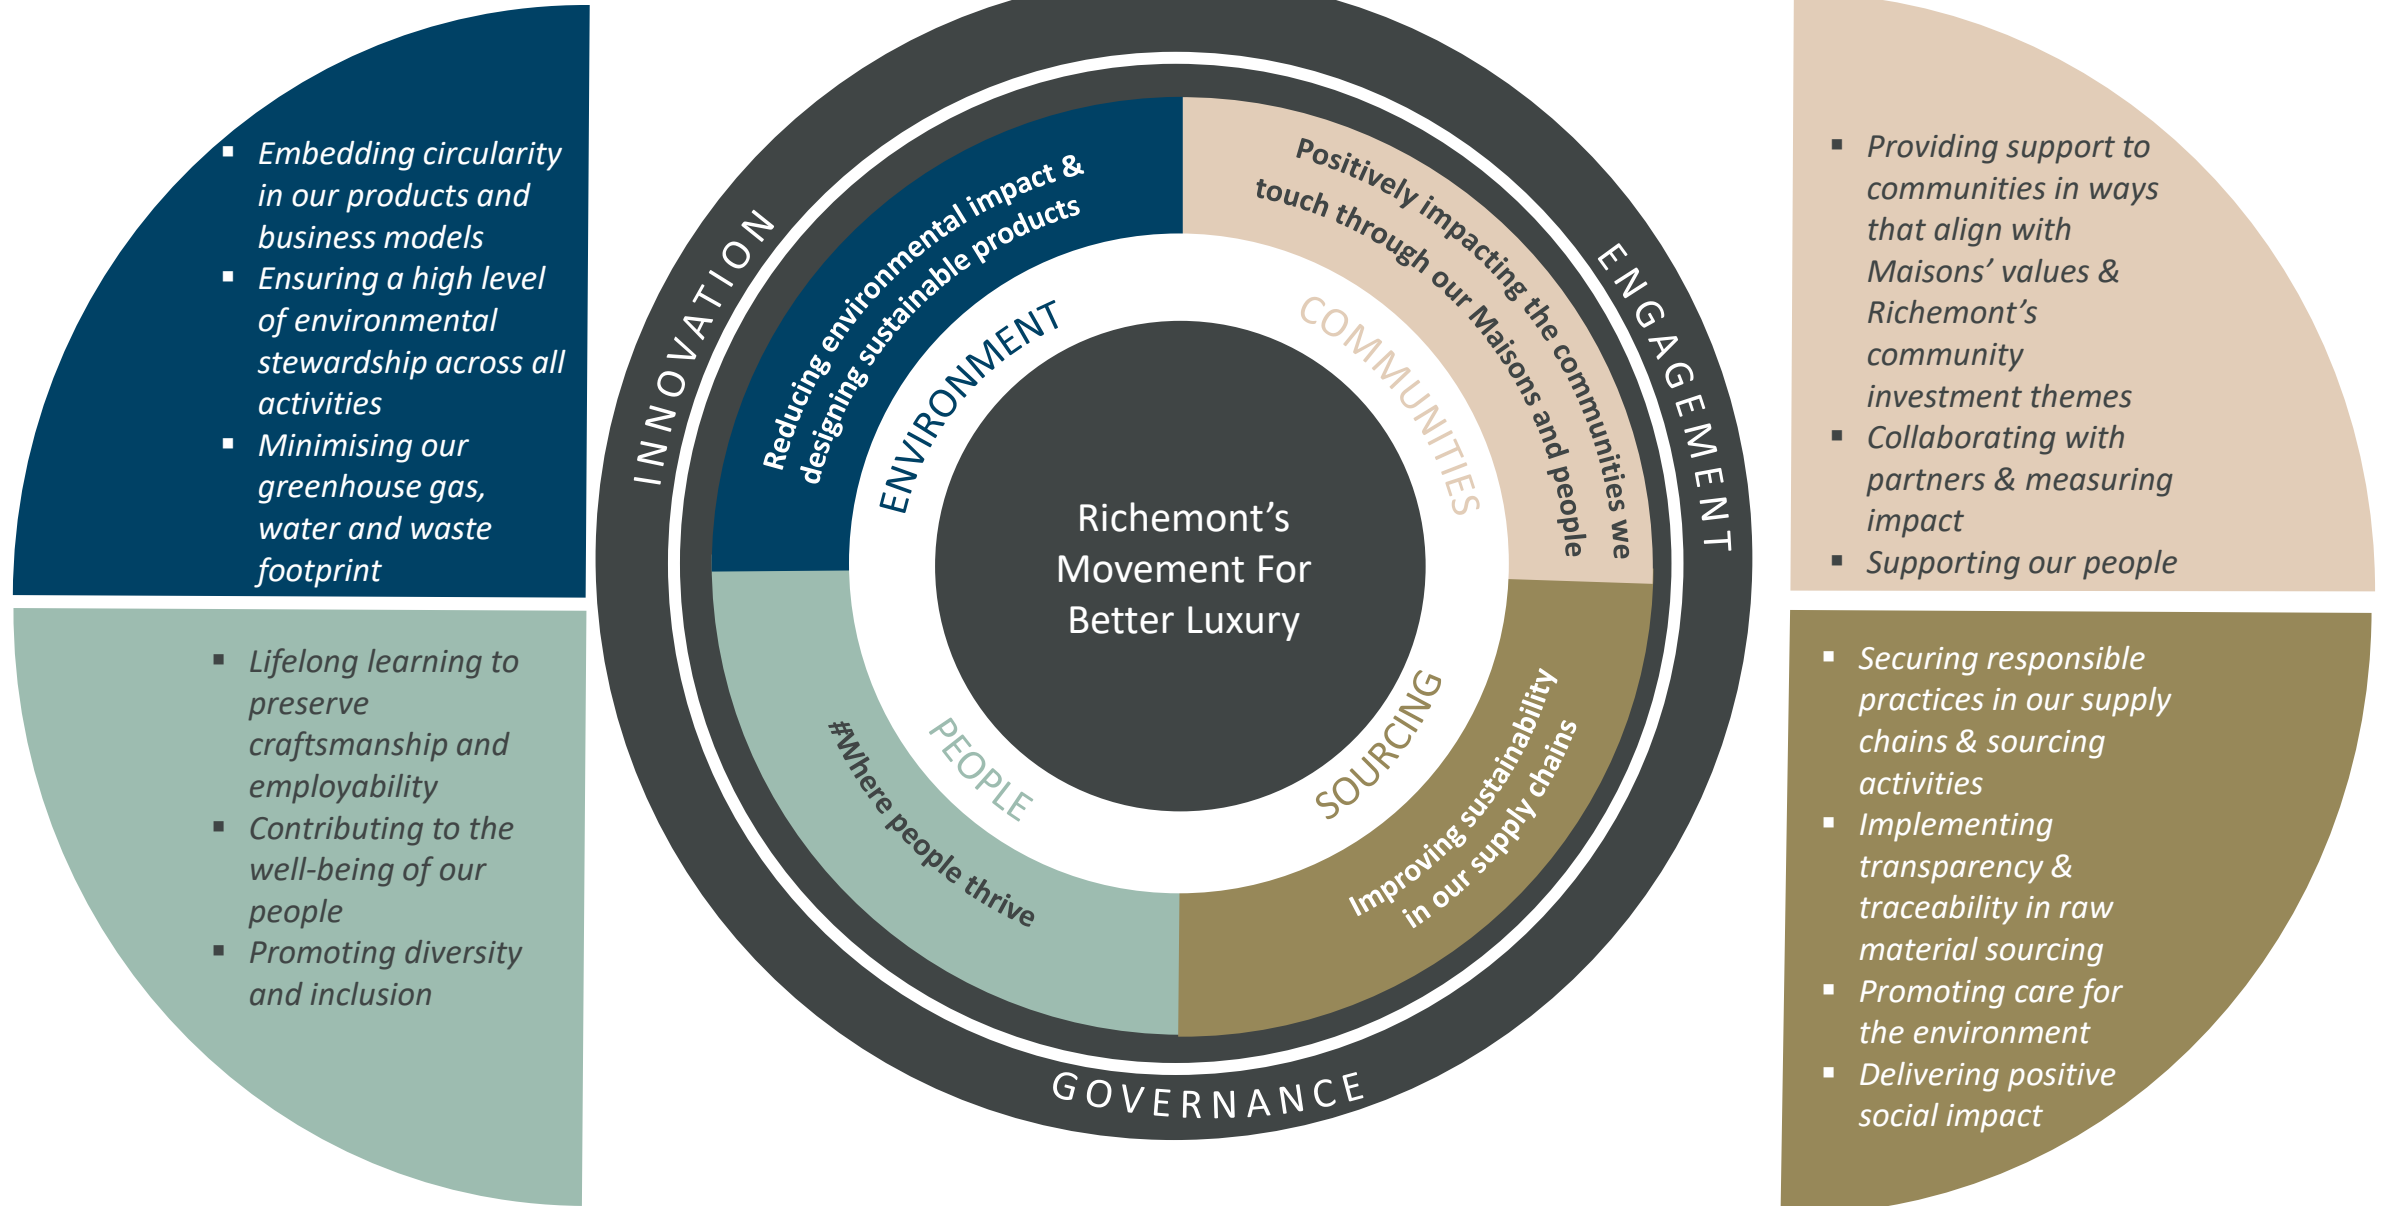 ▪ Embedding circularity
in our products and
business models
▪ Ensuring a high level
of environmental
stewardship across all
activities
▪ Minimising our
greenhouse gas,
water and waste
footprint
▪ Lifelong learning to
preserve
craftsmanship and
employability
▪ Contributing to the
well-being of our
people
▪ Promoting diversity
and inclusion
INNOVATION
ENGAGEMENT
GOVERNANCE
Reducing environmental impact &
designing sustainable products
ENVIRONMENT
Positively impacting the communities we
touch through our Maisons and people
COMMUNITIES
Richemont’s
Movement For
Better Luxury
PEOPLE
#Where people thrive
SOURCING
Improving sustainability
in our supply chains
▪ Providing support to
communities in ways
that align with
Maisons’ values &
Richemont’s
community
investment themes
▪ Collaborating with
partners & measuring
impact
▪ Supporting our people
▪ Securing responsible
practices in our supply
chains & sourcing
activities
▪ Implementing
transparency &
traceability in raw
material sourcing
▪ Promoting care for
the environment
▪ Delivering positive
social impact